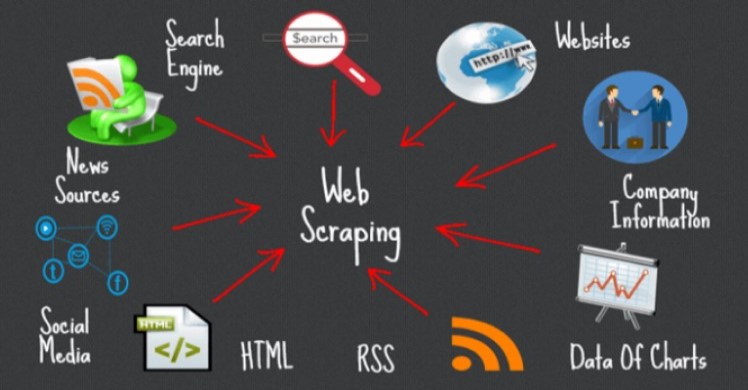 Search
Engine
$earch
http://www
Websites
News
Sources
Web
Scraping
Company
Information
Social
Media
HTML
</>
HTML
RSS
Data Of Charts